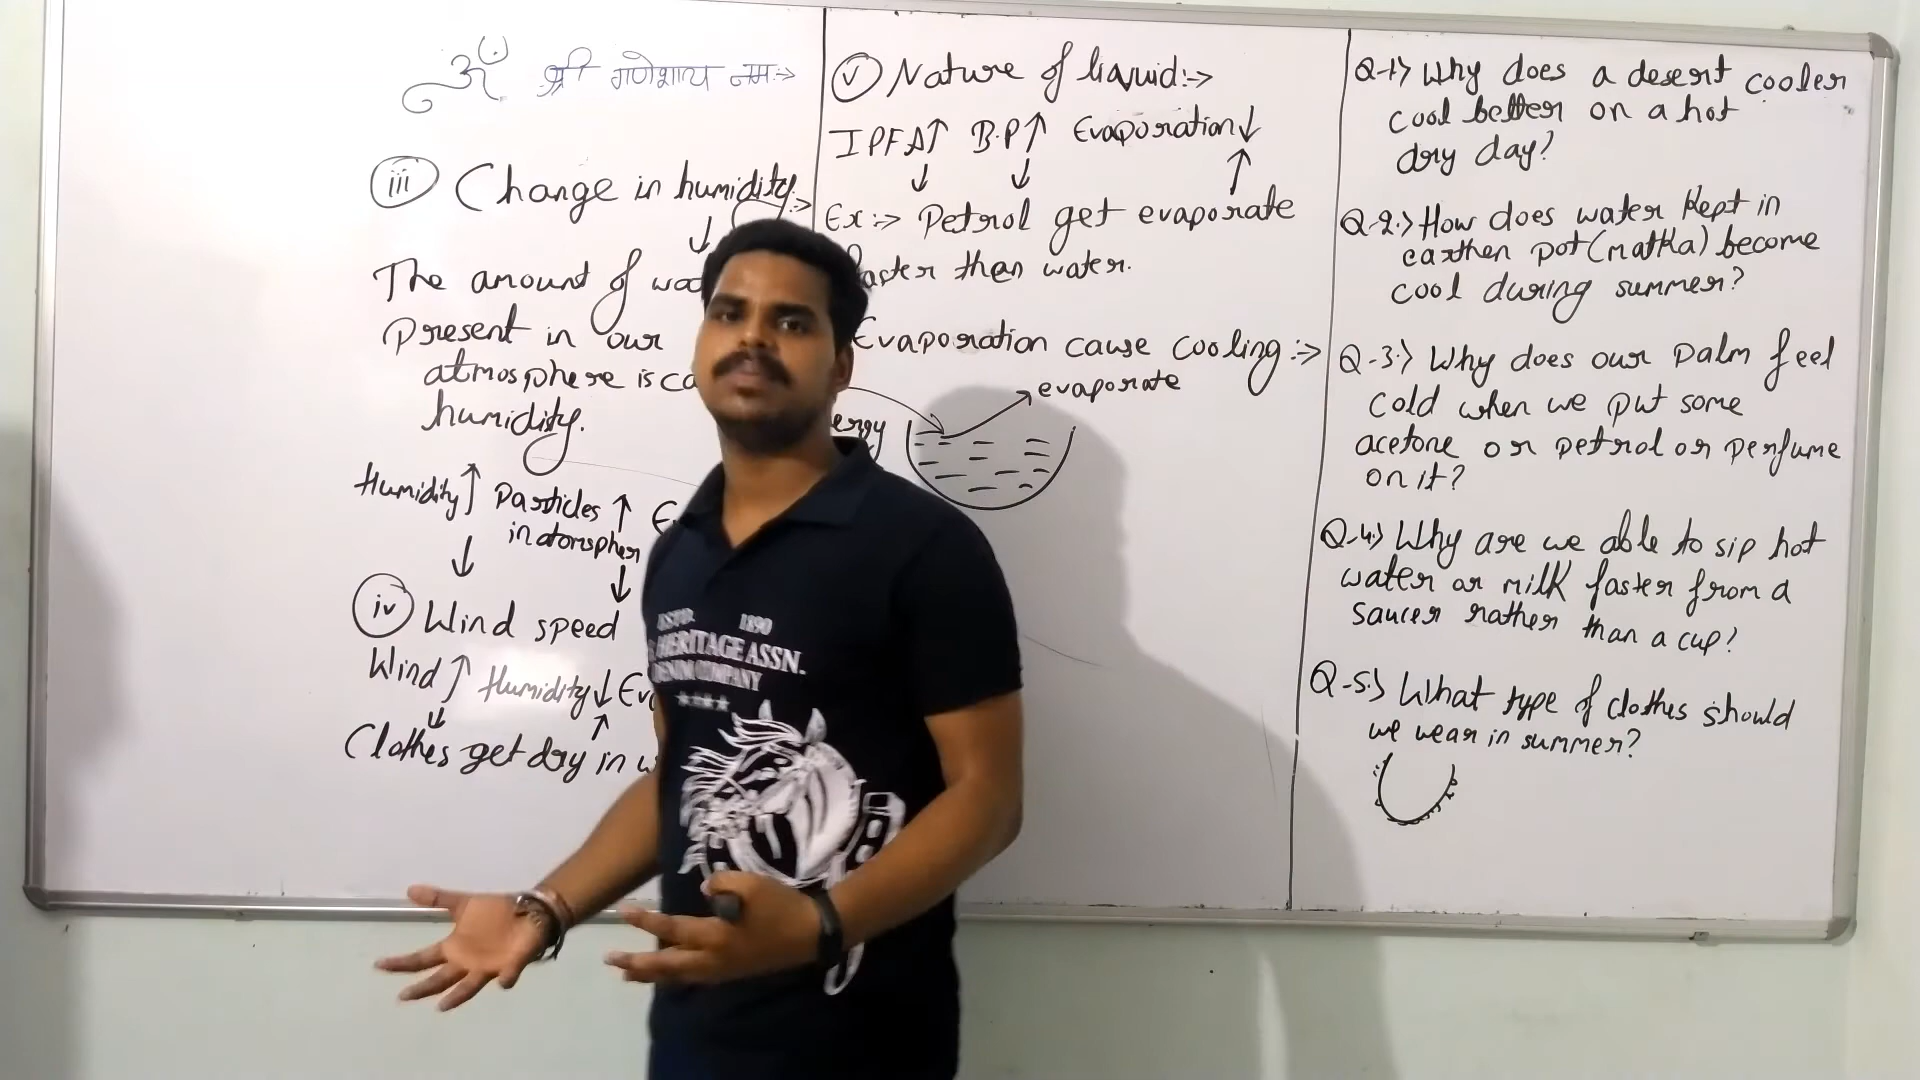 ॐ श्री गणेशाय नमः:->
(iii) Change in humidity:->
↓
The amount of
Present in our
atmosphere is
humidity.
Humidity↑ Particles ↑
in atomspher
↓ ↓
(iv) Wind speed
Wind↑ Humidity↓
↓ ↑
Clothes get dry in
(v) Nature of liquid:->
IPFA↑ B.P↑ Evaporation↓
↓ ↓ ↑
Ex:-> Petrol get evaporate
faster then water.
Evaporation cause cooling:->
evaporate
Q-1> Why does a desert cooler
cool better on a hot
dry day?
Q-2.> How does water kept in
earthen pot (matka) become
cool during summer?
Q-3.> Why does our palm feel
cold when we put some
acetone or petrol or perfume
on it?
Q-4.> Why are we able to sip hot
water or milk faster from a
saucer rather than a cup?
Q-5.> What type of clothes should
we wear in summer?
1890
HERITAGE ASSN.
COMPANY